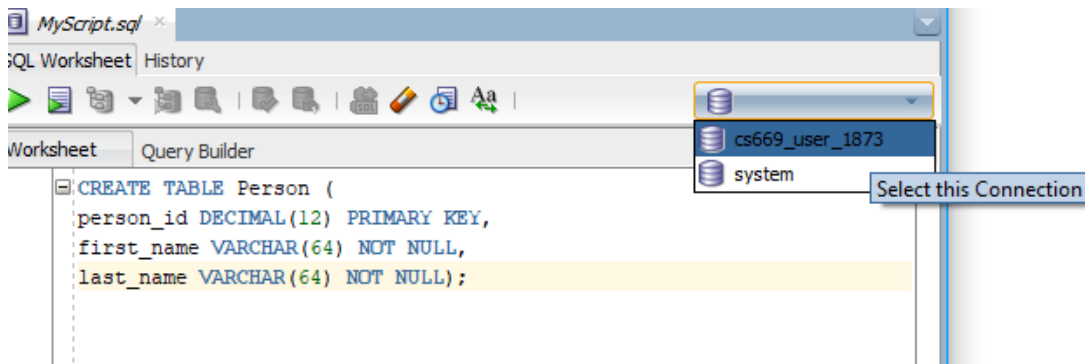 MyScript.sql
SQL Worksheet History
Aa
cs669_user_1873
Worksheet Query Builder
system
Select this Connection
CREATE TABLE Person (
person_id DECIMAL(12) PRIMARY KEY,
first_name VARCHAR(64) NOT NULL,
last_name VARCHAR(64) NOT NULL);